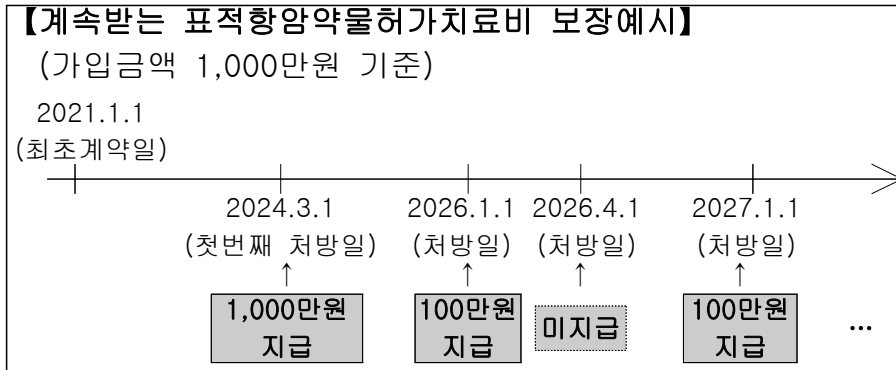 【계속받는 표적항암약물허가치료비 보장예시】
(가입금액 1,000만원 기준)
2021.1.1
(최초계약일)
2024.3.1 2026.1.1 2026.4.1 2027.1.1
(첫번째 처방일) (처방일) (처방일) (처방일)
↑ ↑ ↑ ↑
1,000만원 지급
100만원 지급
미지급
100만원 지급
...